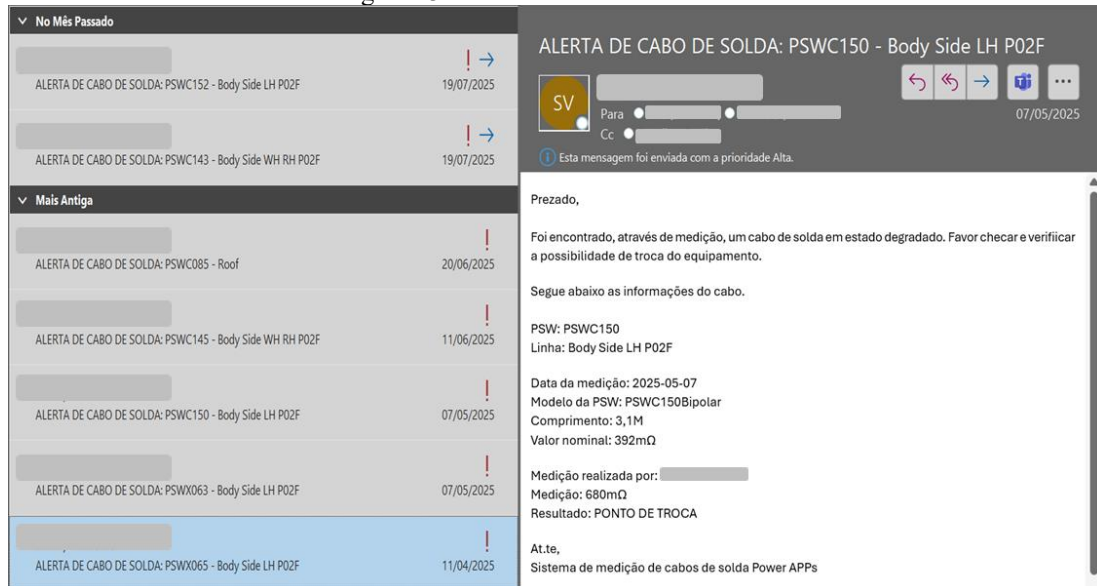 No Mês Passado
ALERTA DE CABO DE SOLDA: PSWC152 - Body Side LH P02F
19/07/2025
ALERTA DE CABO DE SOLDA: PSWC143 - Body Side WH RH P02F
19/07/2025
Mais Antiga
ALERTA DE CABO DE SOLDA: PSWC085 - Roof
20/06/2025
ALERTA DE CABO DE SOLDA: PSWC145 - Body Side WH RH P02F
11/06/2025
ALERTA DE CABO DE SOLDA: PSWC150 - Body Side LH P02F
07/05/2025
ALERTA DE CABO DE SOLDA: PSWX063 - Body Side LH P02F
07/05/2025
ALERTA DE CABO DE SOLDA: PSWX065 - Body Side LH P02F
11/04/2025
ALERTA DE CABO DE SOLDA: PSWC150 - Body Side LH P02F
SV
Para
Cc
07/05/2025
Esta mensagem foi enviada com a prioridade Alta.
Prezado,
Foi encontrado, através de medição, um cabo de solda em estado degradado. Favor checar e verifiicar
a possibilidade de troca do equipamento.
Segue abaixo as informações do cabo.
PSW: PSWC150
Linha: Body Side LH P02F
Data da medição: 2025-05-07
Modelo da PSW: PSWC150Bipolar
Comprimento: 3,1M
Valor nominal: 392mΩ
Medição realizada por:
Medição: 680mΩ
Resultado: PONTO DE TROCA
At.te,
Sistema de medição de cabos de solda Power APPs